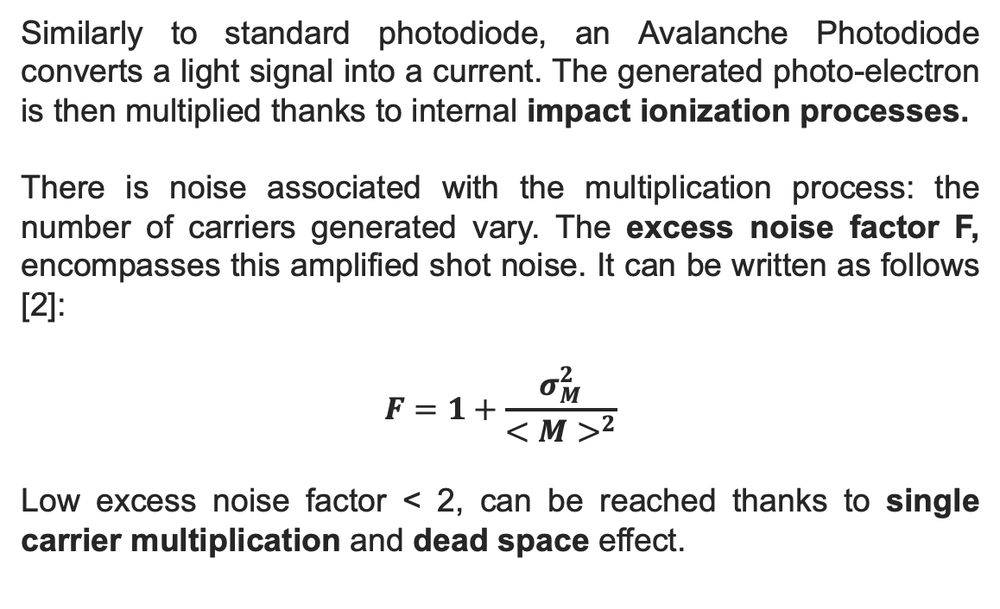 Similarly to standard photodiode, an Avalanche Photodiode
converts a light signal into a current. The generated photo-electron
is then multiplied thanks to internal impact ionization processes.
There is noise associated with the multiplication process: the
number of carriers generated vary. The excess noise factor F,
encompasses this amplified shot noise. It can be written as follows
[2]:
F = 1 + σ_M^2 / < M >^2
Low excess noise factor < 2, can be reached thanks to single
carrier multiplication and dead space effect.